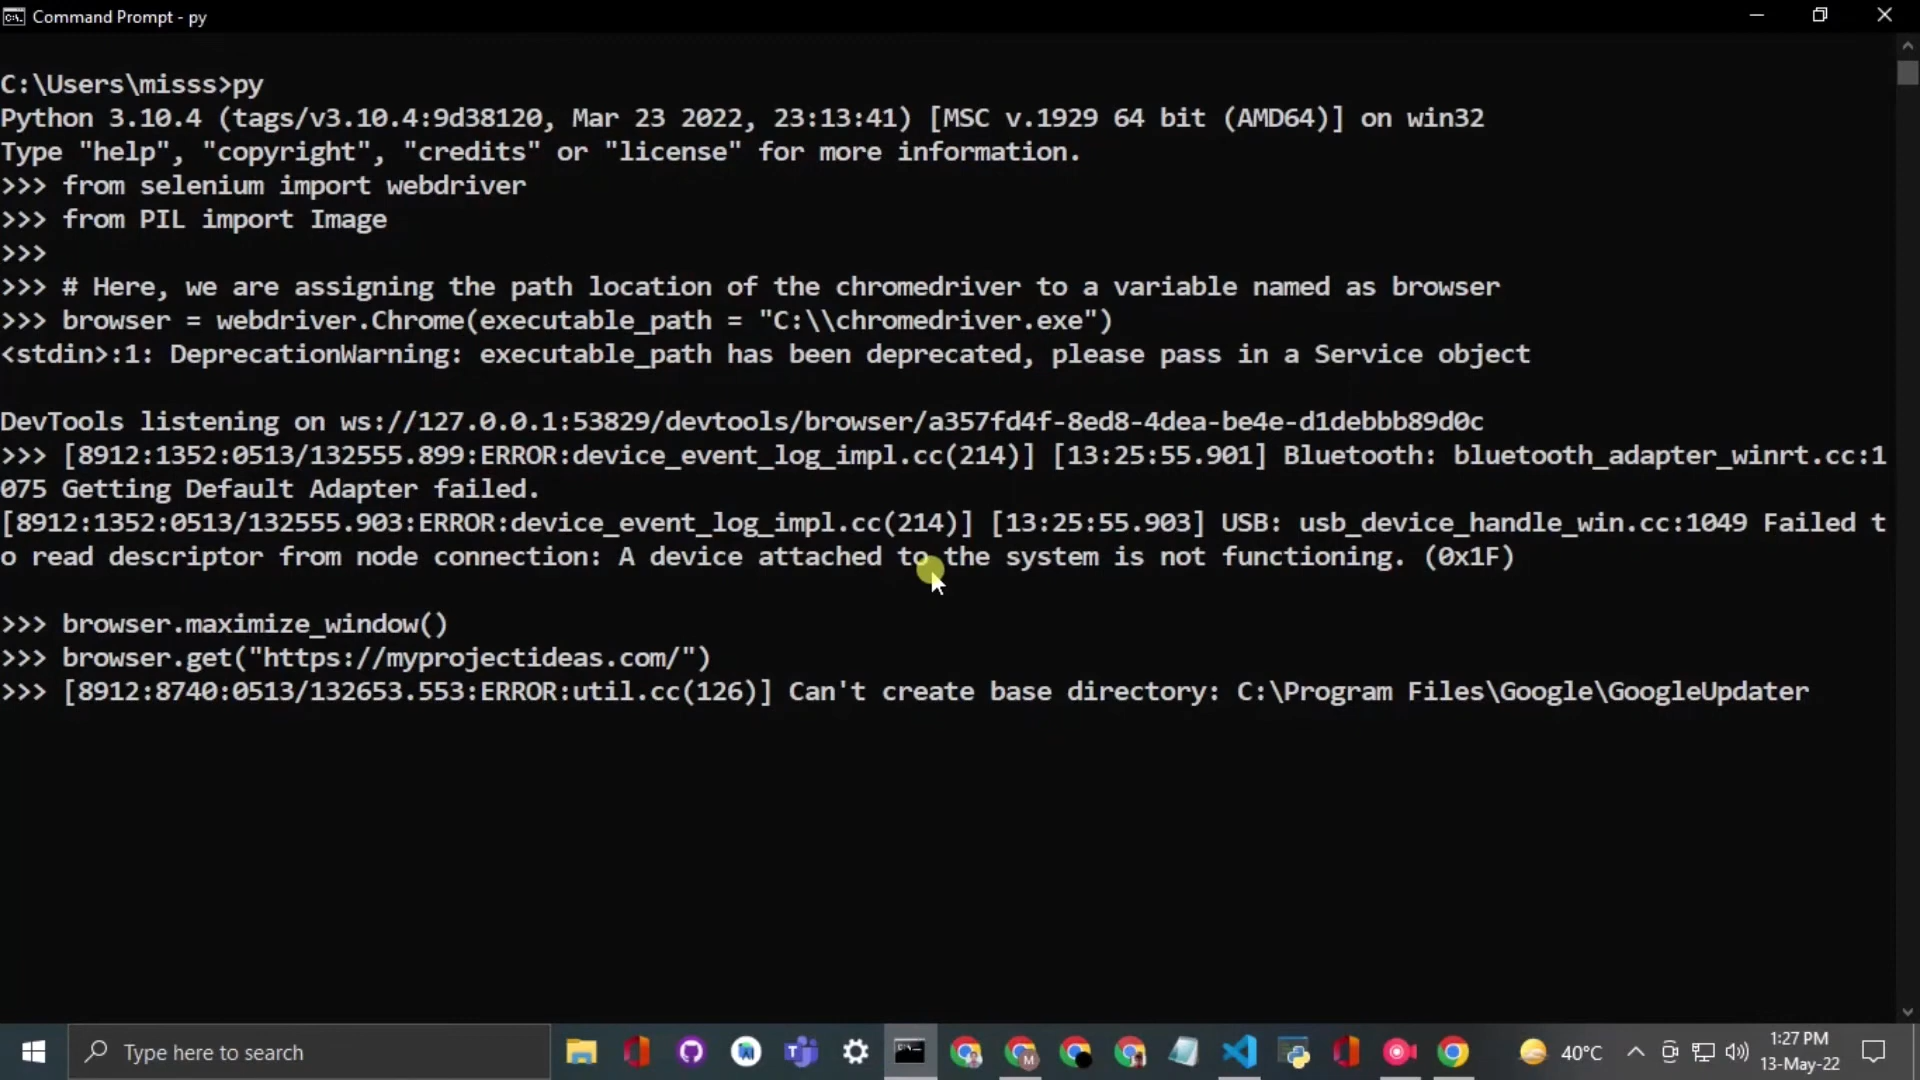 Command Prompt - py
C:\Users\misss>py
Python 3.10.4 (tags/v3.10.4:9d38120, Mar 23 2022, 23:13:41) [MSC v.1929 64 bit (AMD64)] on win32
Type "help", "copyright", "credits" or "license" for more information.
>>> from selenium import webdriver
>>> from PIL import Image
>>>
>>> # Here, we are assigning the path location of the chromedriver to a variable named as browser
>>> browser = webdriver.Chrome(executable_path = "C:\\chromedriver.exe")
<stdin>:1: DeprecationWarning: executable_path has been deprecated, please pass in a Service object
DevTools listening on ws://127.0.0.1:53829/devtools/browser/a357fd4f-8ed8-4dea-be4e-d1debbb89d0c
>>> [8912:1352:0513/132555.899:ERROR:device_event_log_impl.cc(214)] [13:25:55.901] Bluetooth: bluetooth_adapter_winrt.cc:1
075 Getting Default Adapter failed.
[8912:1352:0513/132555.903:ERROR:device_event_log_impl.cc(214)] [13:25:55.903] USB: usb_device_handle_win.cc:1049 Failed t
o read descriptor from node connection: A device attached to the system is not functioning. (0x1F)
>>> browser.maximize_window()
>>> browser.get("https://myprojectideas.com/")
>>> [8912:8740:0513/132653.553:ERROR:util.cc(126)] Can't create base directory: C:\Program Files\Google\GoogleUpdater
Type here to search
40°C
1:27 PM
13-May-22